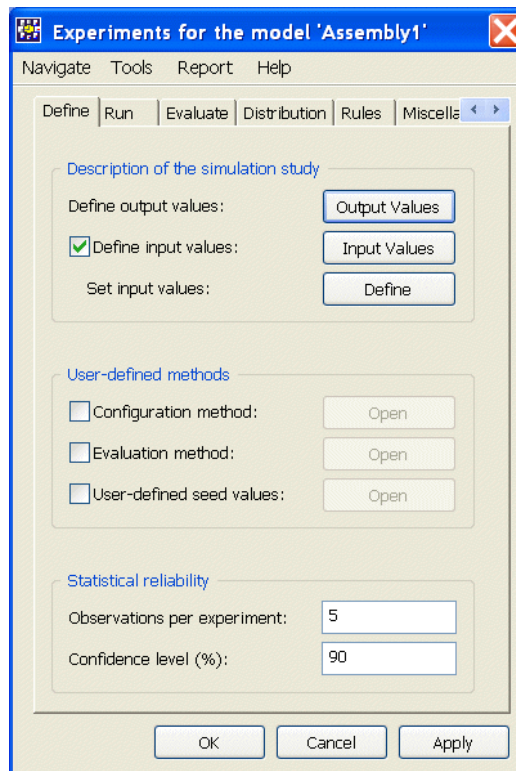 Experiments for the model 'Assembly1'
Navigate Tools Report Help
Define Run Evaluate Distribution Rules Miscella
Description of the simulation study
Define output values: Output Values
Define input values: Input Values
Set input values: Define
User-defined methods
Configuration method: Open
Evaluation method: Open
User-defined seed values: Open
Statistical reliability
Observations per experiment: 5
Confidence level (%): 90
OK Cancel Apply